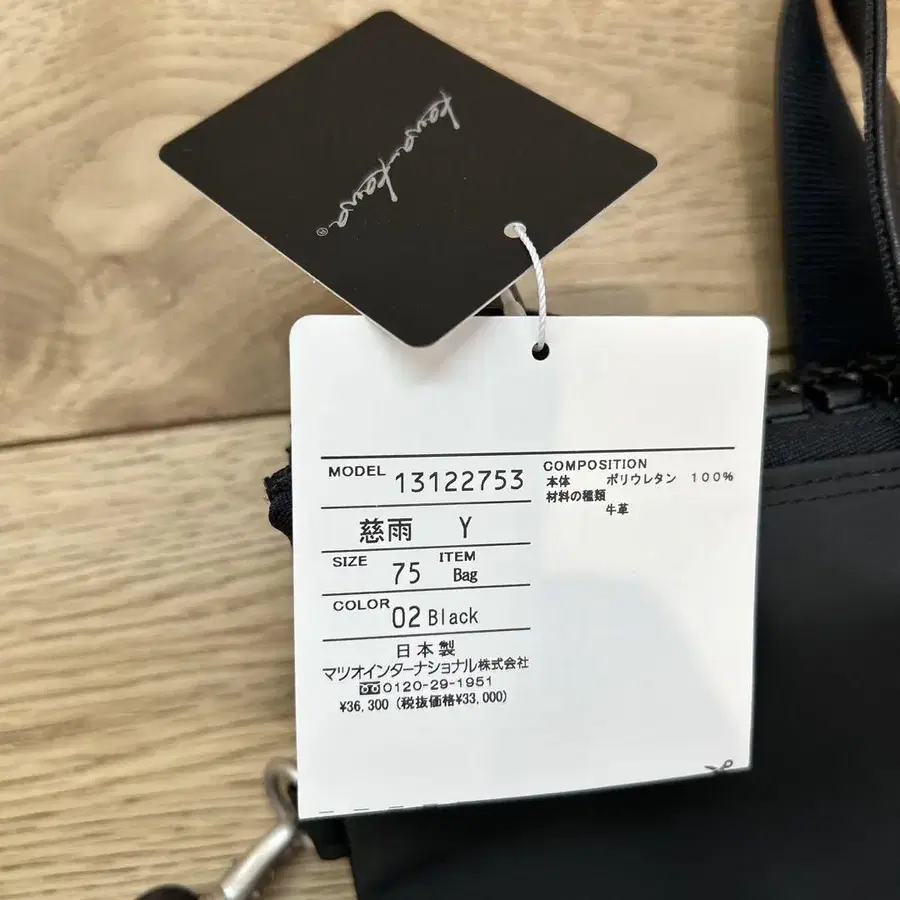 kawa-kawa®
MODEL 13122753
慈雨 Y
SIZE 75 ITEM Bag
COLOR 02 Black
日本製
マツオインターナショナル株式会社
0120-29-1951
¥36,300 (税抜価格¥33,000)
COMPOSITION
本体 ポリウレタン 100%
材料の種類
牛革